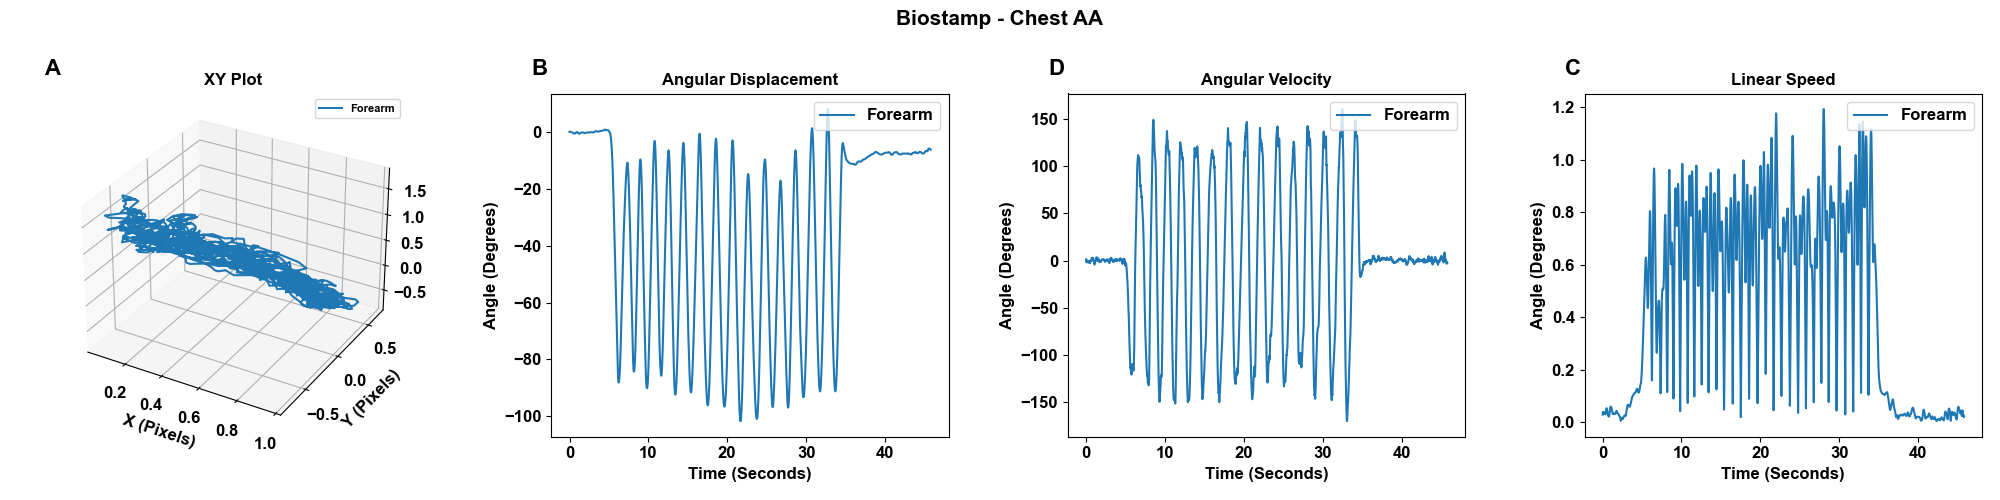 Biostamp - Chest AA
A
XY Plot
Forearm
1.5
1.0
0.5
0.0
−0.5
0.5
0.0
−0.5
Y (Pixels)
0.2
0.4
0.6
0.8
1.0
X (Pixels)
B
Angular Displacement
Forearm
0
−20
−40
−60
−80
−100
Angle (Degrees)
0 10 20 30 40
Time (Seconds)
D
Angular Velocity
Forearm
150
100
50
0
−50
−100
−150
Angle (Degrees)
0 10 20 30 40
Time (Seconds)
C
Linear Speed
Forearm
1.2
1.0
0.8
0.6
0.4
0.2
0.0
Angle (Degrees)
0 10 20 30 40
Time (Seconds)